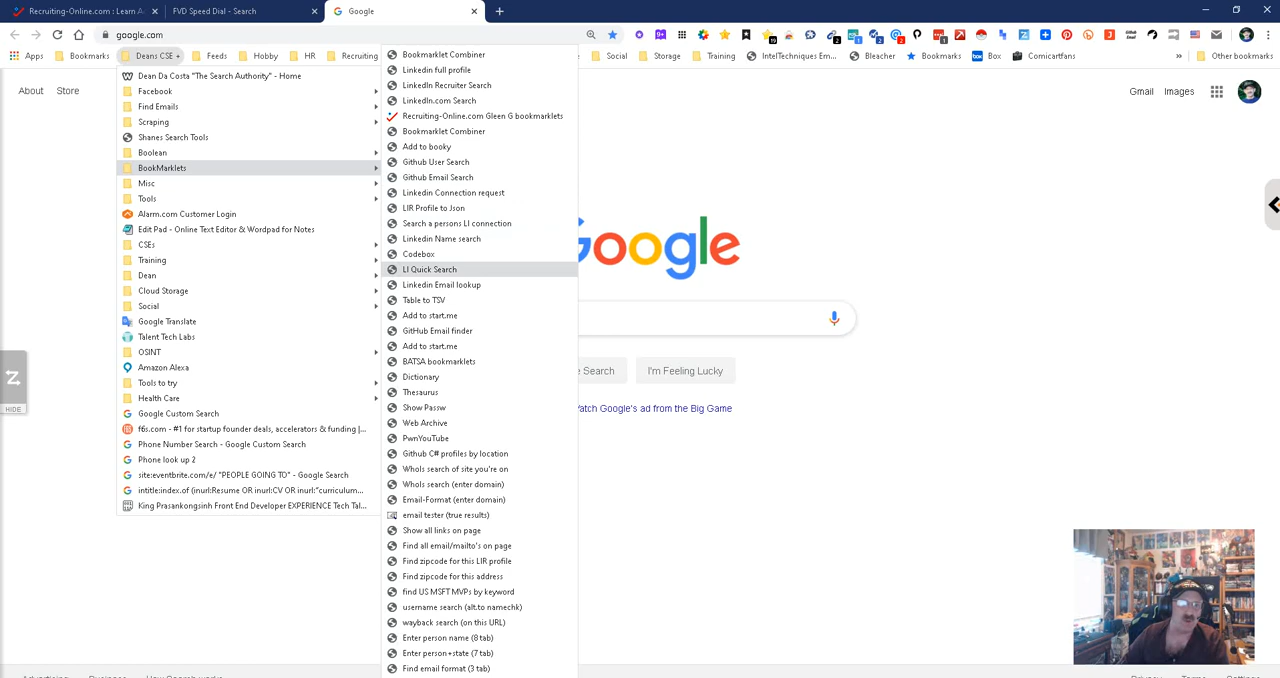 Recruiting-Online.com : Learn A
FVD Speed Dial - Search
Google
google.com
Apps
Bookmarks
Deans CSE +
Feeds
Hobby
HR
Recruiting
Social
Storage
Training
IntelTechniques Em...
Bleacher
Bookmarks
Box
Comicartfans
»
Other bookmarks
About
Store
Gmail
Images
Dean Da Costa "The Search Authority" - Home
Facebook
Find Emails
Scraping
Shanes Search Tools
Boolean
BookMarklets
Misc
Tools
Alarm.com Customer Login
Edit Pad - Online Text Editor & Wordpad for Notes
CSEs
Training
Dean
Cloud Storage
Social
Google Translate
Talent Tech Labs
OSINT
Amazon Alexa
Tools to try
Health Care
Google Custom Search
f6s.com - #1 for startup founder deals, accelerators & funding |...
Phone Number Search - Google Custom Search
Phone look up 2
site:eventbrite.com/e/ "PEOPLE GOING TO" - Google Search
intitle:index.of (inurl:Resume OR inurl:CV OR inurl:"curriculum...
King Prasankongsinh Front End Developer EXPERIENCE Tech Tal...
Bookmarklet Combiner
Linkedin full profile
LinkedIn Recruiter Search
LinkedIn.com Search
Recruiting-Online.com Gleen G bookmarklets
Bookmarklet Combiner
Add to booky
Github User Search
Github Email Search
Linkedin Connection request
LIR Profile to Json
Search a persons LI connection
Linkedin Name search
Codebox
LI Quick Search
Linkedin Email lookup
Table to TSV
Add to start.me
GitHub Email finder
Add to start.me
BATSA bookmarklets
Dictionary
Thesaurus
Show Passw
Web Archive
PwnYouTube
Github C# profiles by location
WhoIs search of site you're on
WhoIs search (enter domain)
Email-Format (enter domain)
email tester (true results)
Show all links on page
Find all email/mailto's on page
Find zipcode for this LIR profile
Find zipcode for this address
find US MSFT MVPs by keyword
username search (alt.to namechk)
wayback search (on this URL)
Enter person name (8 tab)
Enter person+state (7 tab)
Find email format (3 tab)
Google
Search
I'm Feeling Lucky
Watch Google's ad from the Big Game
HIDE